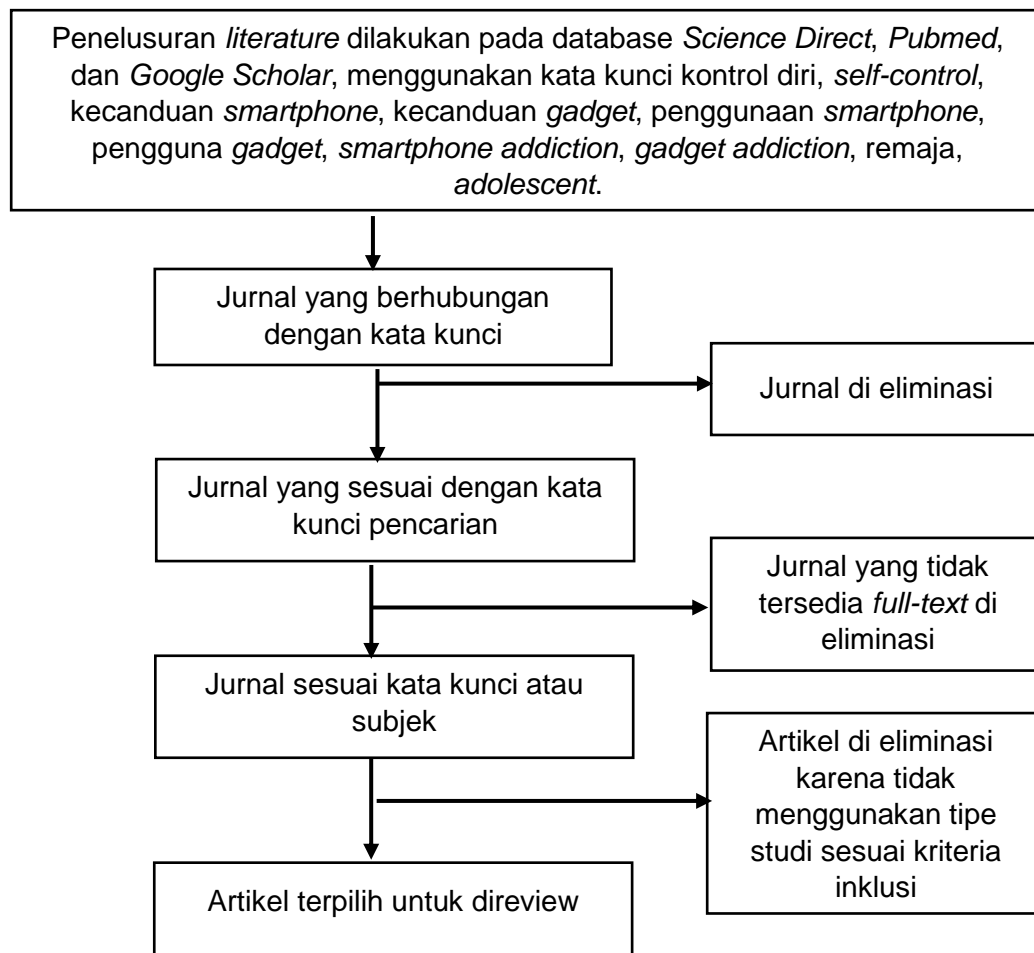 Penelusuran literature dilakukan pada database Science Direct, Pubmed,
dan Google Scholar, menggunakan kata kunci kontrol diri, self-control,
kecanduan smartphone, kecanduan gadget, penggunaan smartphone,
pengguna gadget, smartphone addiction, gadget addiction, remaja,
adolescent.
Jurnal yang berhubungan
dengan kata kunci
Jurnal di eliminasi
Jurnal yang sesuai dengan kata
kunci pencarian
Jurnal yang tidak
tersedia full-text di
eliminasi
Jurnal sesuai kata kunci atau
subjek
Artikel di eliminasi
karena tidak
menggunakan tipe
studi sesuai kriteria
inklusi
Artikel terpilih untuk direview